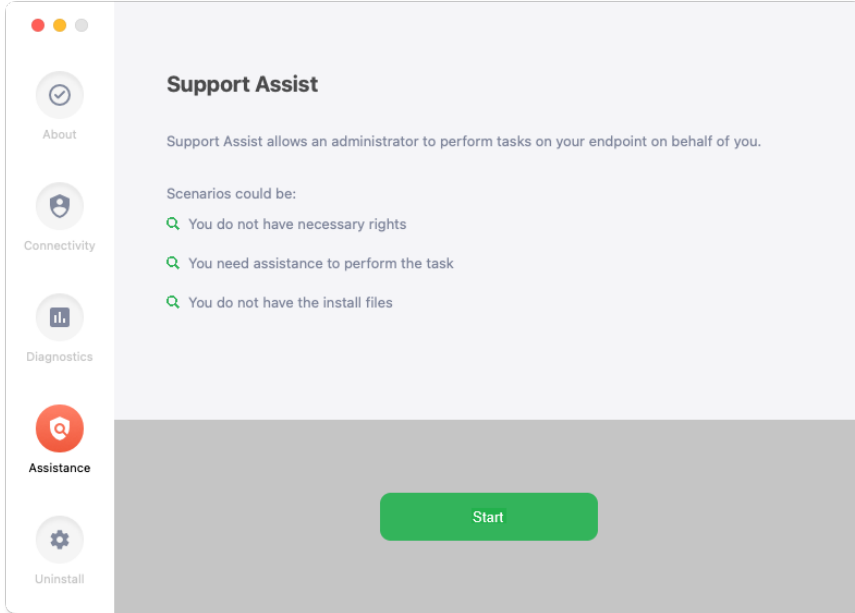 Support Assist
About
Support Assist allows an administrator to perform tasks on your endpoint on behalf of you.
Scenarios could be:
You do not have necessary rights
Connectivity
You need assistance to perform the task
You do not have the install files
Diagnostics
Assistance
Start
Uninstall